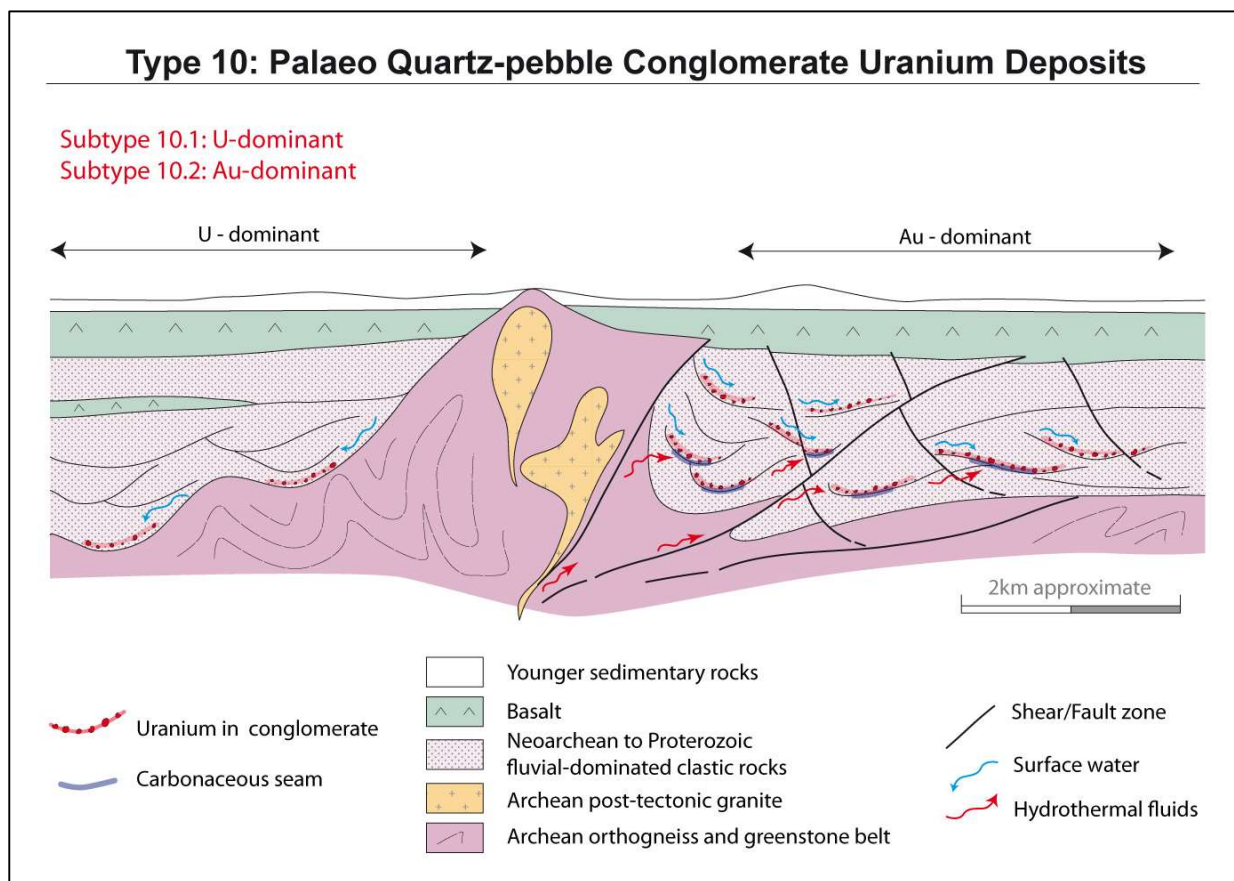 Type 10: Palaeo Quartz-pebble Conglomerate Uranium Deposits
Subtype 10.1: U-dominant
Subtype 10.2: Au-dominant
U - dominant
Au - dominant
2km approximate
Uranium in conglomerate
Carbonaceous seam
Younger sedimentary rocks
Basalt
Neoarchean to Proterozoic
fluvial-dominated clastic rocks
Archean post-tectonic granite
Archean orthogneiss and greenstone belt
Shear/Fault zone
Surface water
Hydrothermal fluids